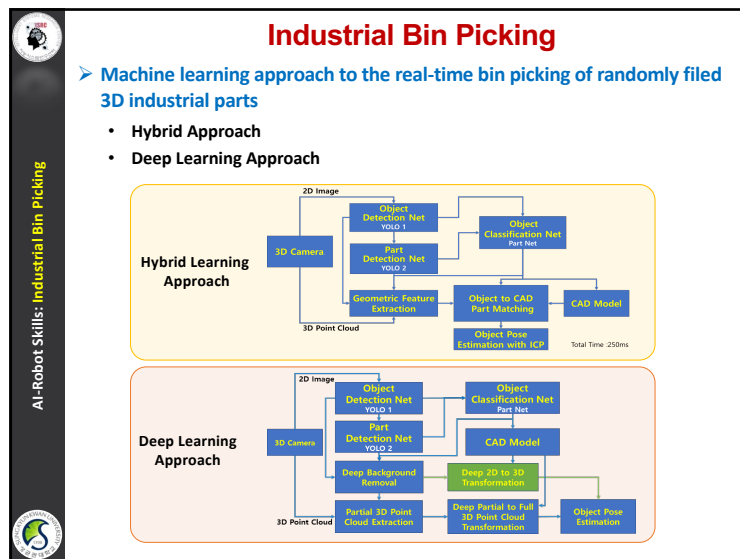 Industrial Bin Picking
➢ Machine learning approach to the real-time bin picking of randomly filed
3D industrial parts
• Hybrid Approach
• Deep Learning Approach
AI-Robot Skills: Industrial Bin Picking
ISRC
Hybrid Learning
Approach
2D Image
3D Camera
3D Point Cloud
Object
Detection Net
YOLO 1
Part
Detection Net
YOLO 2
Object
Classification Net
Part Net
Geometric Feature
Extraction
Object to CAD
Part Matching
CAD Model
Object Pose
Estimation with ICP
Total Time :250ms
Deep Learning
Approach
2D Image
3D Camera
3D Point Cloud
Object
Detection Net
YOLO 1
Part
Detection Net
YOLO 2
Object
Classification Net
Part Net
CAD Model
Deep Background
Removal
Deep 2D to 3D
Transformation
Partial 3D Point
Cloud Extraction
Deep Partial to Full
3D Point Cloud
Transformation
Object Pose
Estimation